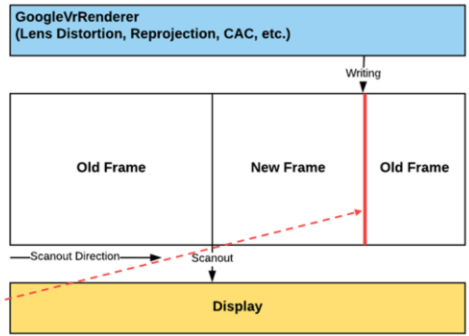 GoogleVrRenderer
(Lens Distortion, Reprojection, CAC, etc.)
Writing
Old Frame
New Frame
Old Frame
Scanout Direction
Scanout
Display